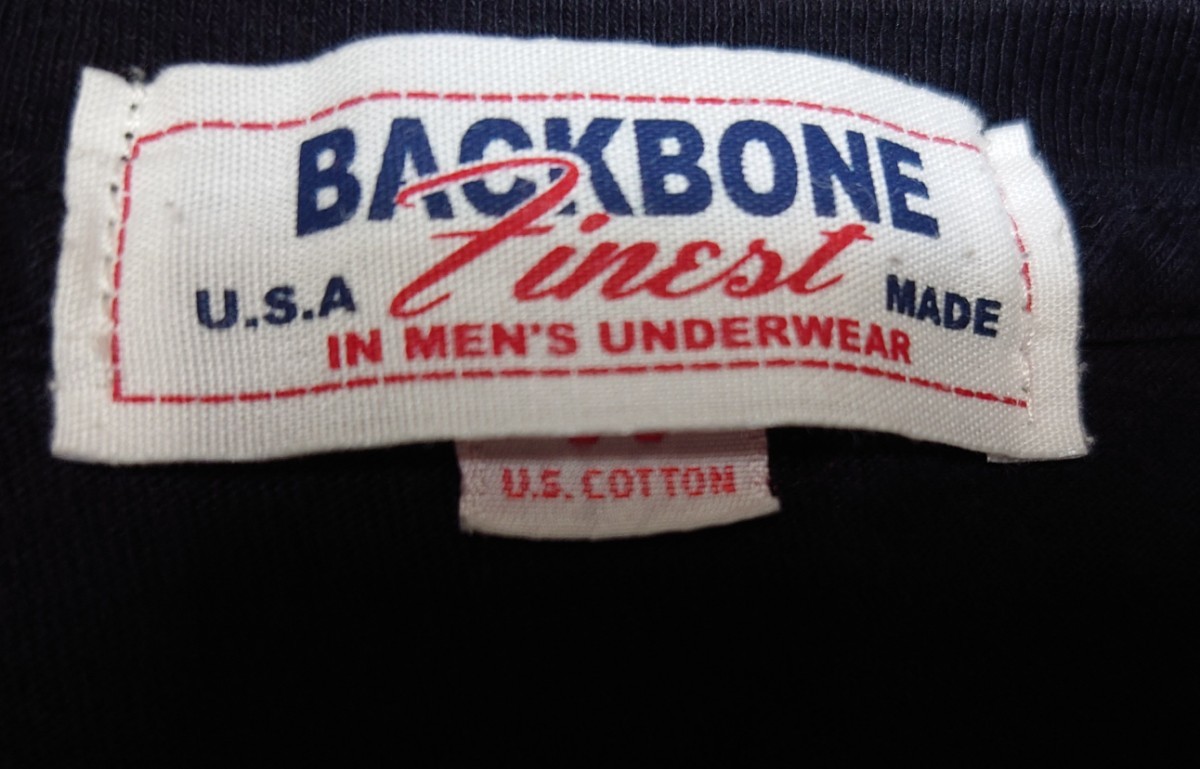 BACKBONE
Finest
U.S.A MADE
IN MEN'S UNDERWEAR
U.S. COTTON